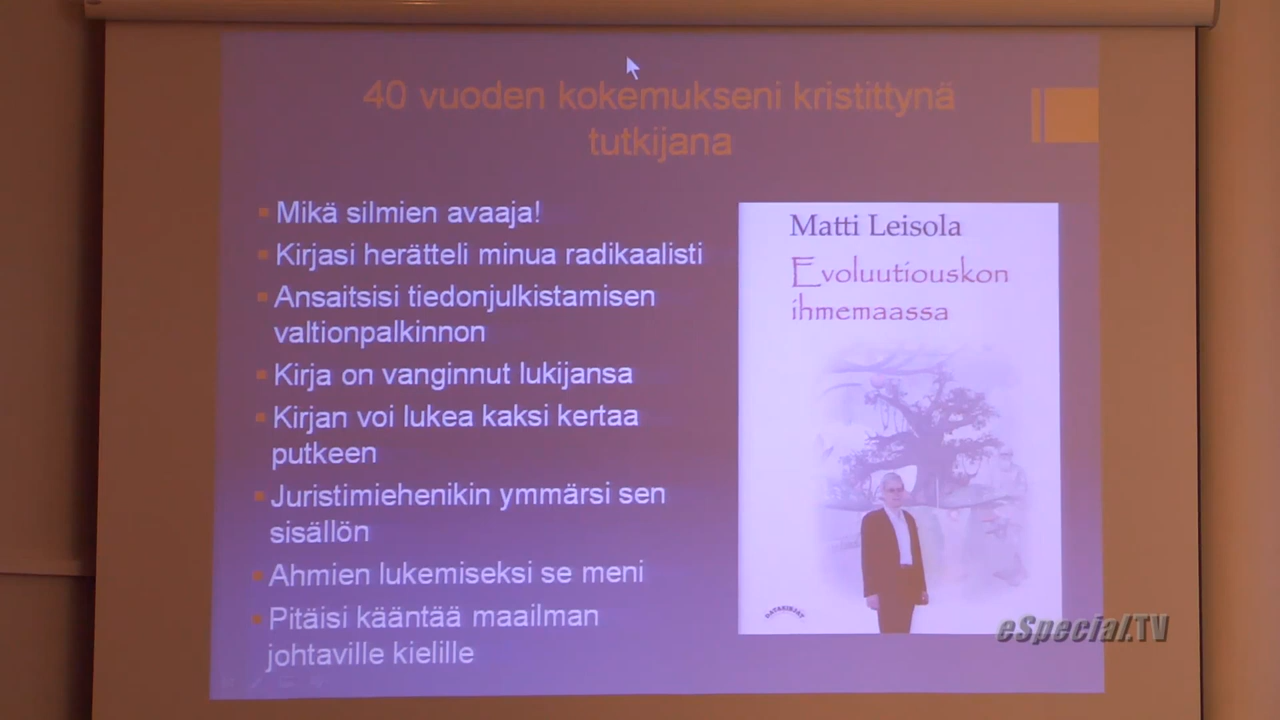 40 vuoden kokemukseni kristittynä
tutkijana
Mikä silmien avaaja!
Kirjasi herätteli minua radikaalisti
Ansaitsisi tiedonjulkistamisen
valtionpalkinnon
Kirja on vanginnut lukijansa
Kirjan voi lukea kaksi kertaa
putkeen
Juristimiehenikin ymmärsi sen
sisällön
Ahmien lukemiseksi se meni
Pitäisi kääntää maailman
johtaville kielille
Matti Leisola
Evoluutiouskon
ihmemaassa
DATAKIRJAT
eSpecial.TV